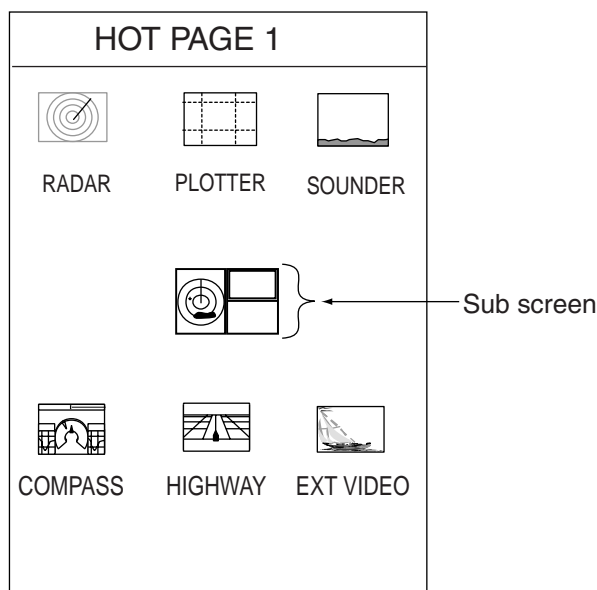 HOT PAGE 1
RADAR PLOTTER SOUNDER
Sub screen
COMPASS HIGHWAY EXT VIDEO